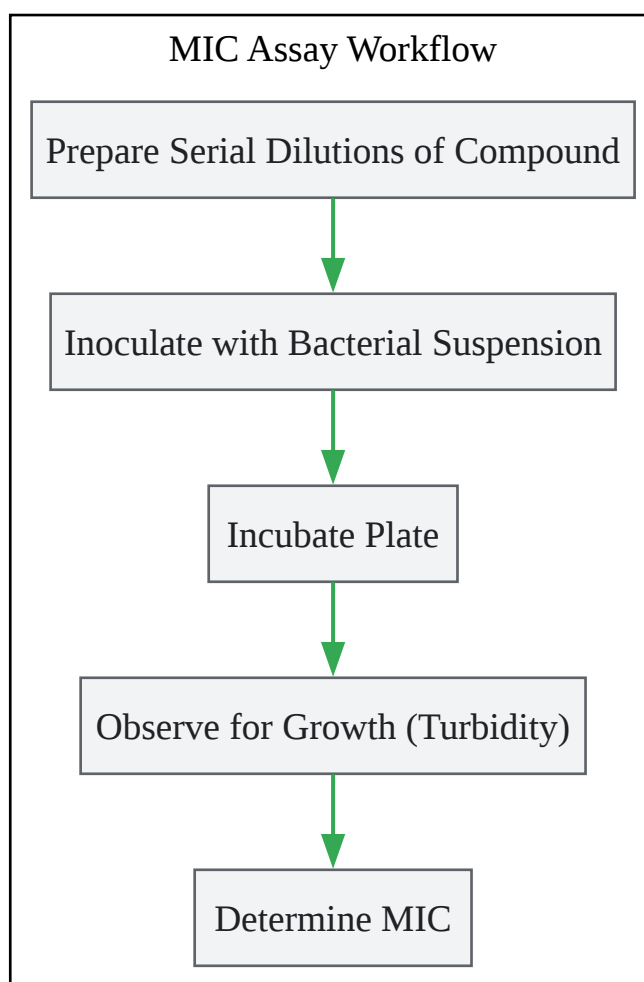 MIC Assay Workflow
Prepare Serial Dilutions of Compound
Inoculate with Bacterial Suspension
Incubate Plate
Observe for Growth (Turbidity)
Determine MIC